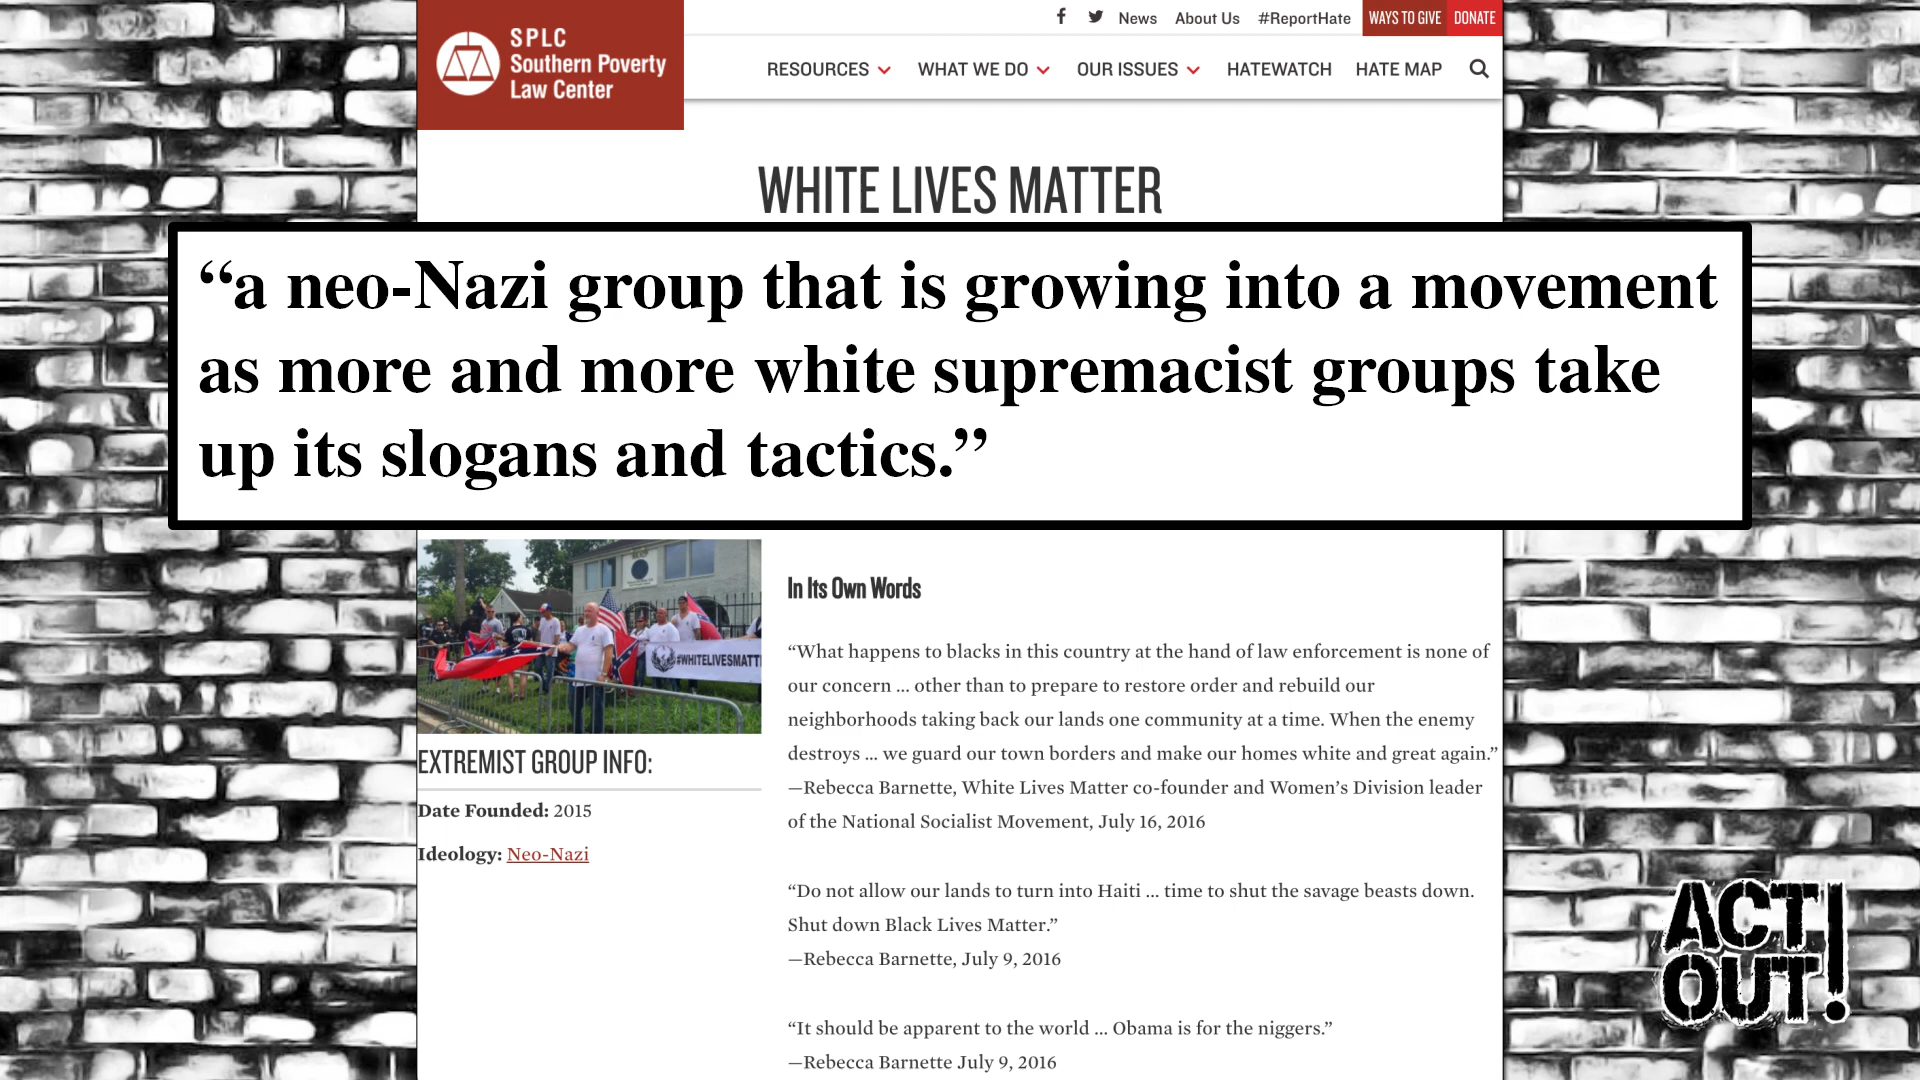 SPLC
Southern Poverty
Law Center
News About Us #ReportHate WAYS TO GIVE DONATE
RESOURCES WHAT WE DO OUR ISSUES HATEWATCH HATE MAP
WHITE LIVES MATTER
“a neo-Nazi group that is growing into a movement
as more and more white supremacist groups take
up its slogans and tactics.”
#WHITELIVESMATT
EXTREMIST GROUP INFO:
Date Founded: 2015
Ideology: Neo-Nazi
In Its Own Words
“What happens to blacks in this country at the hand of law enforcement is none of
our concern ... other than to prepare to restore order and rebuild our
neighborhoods taking back our lands one community at a time. When the enemy
destroys ... we guard our town borders and make our homes white and great again.”
—Rebecca Barnette, White Lives Matter co-founder and Women’s Division leader
of the National Socialist Movement, July 16, 2016
“Do not allow our lands to turn into Haiti ... time to shut the savage beasts down.
Shut down Black Lives Matter.”
—Rebecca Barnette, July 9, 2016
“It should be apparent to the world ... Obama is for the niggers.”
—Rebecca Barnette July 9, 2016
ACT
OUT!